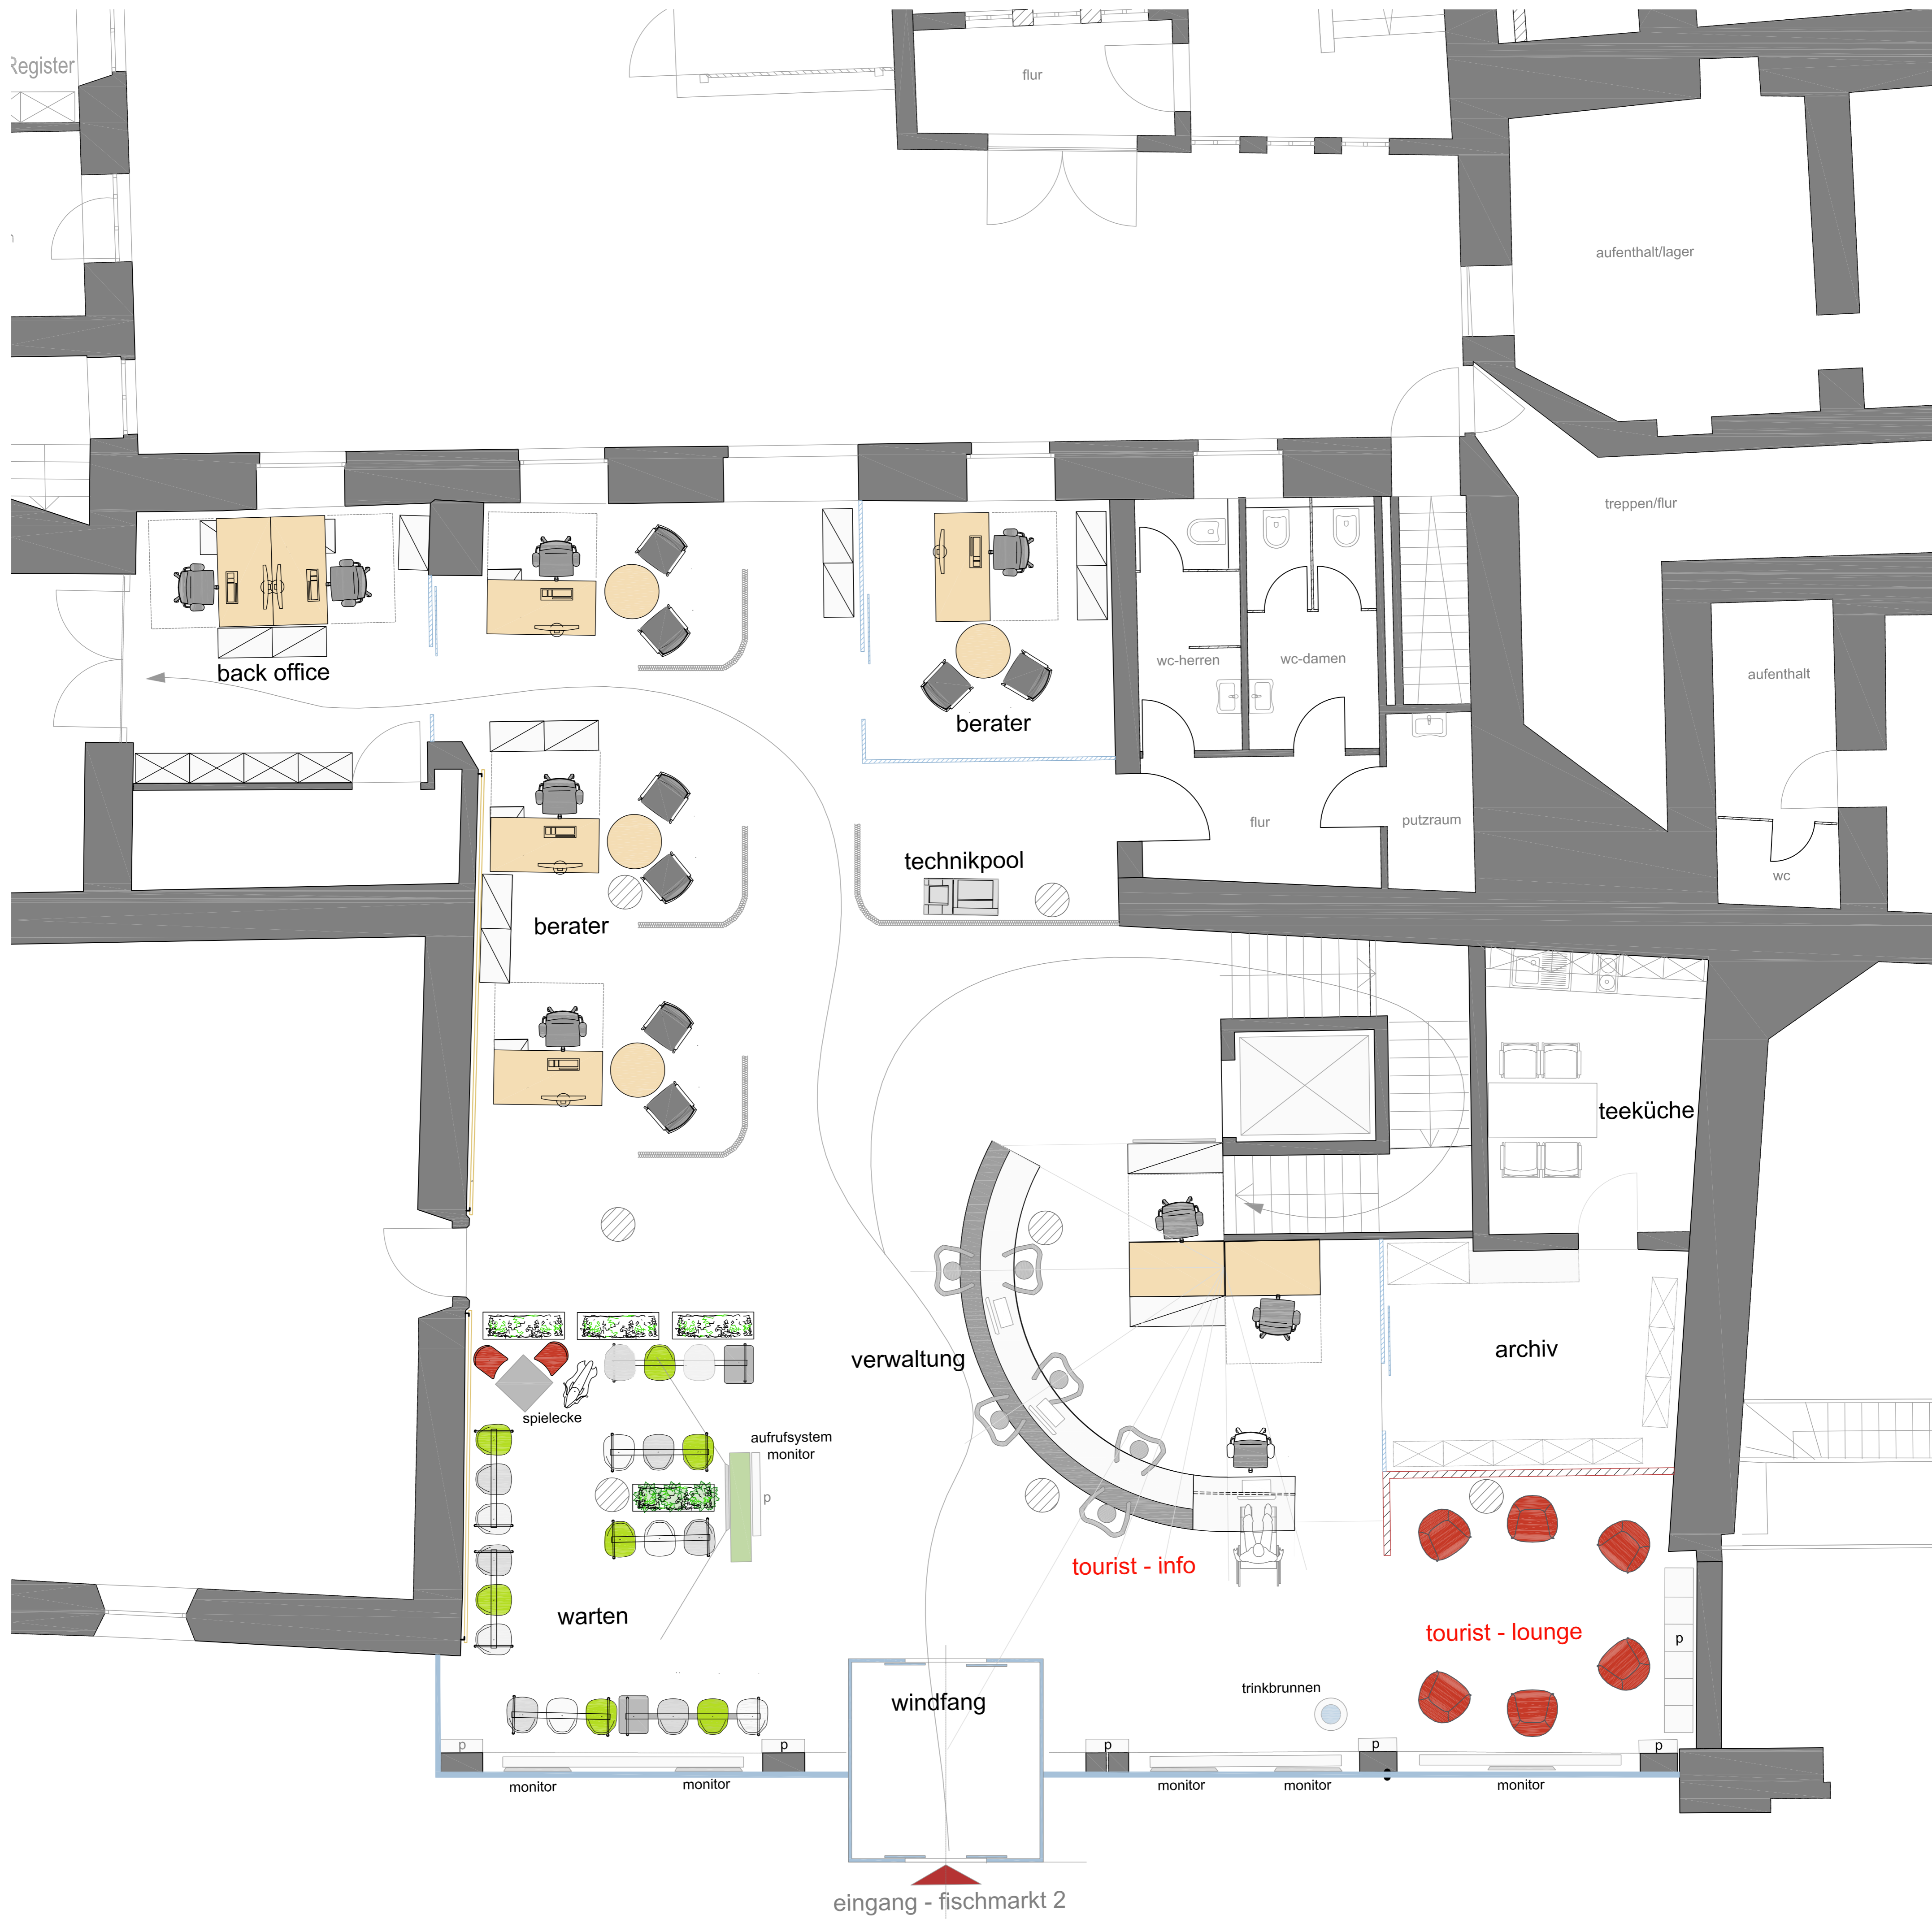 Register
flur
aufenthalt/lager
treppen/flur
back office
wc-herren
wc-damen
aufenthalt
berater
flur
putzraum
technikpool
wc
berater
teeküche
verwaltung
archiv
spielecke
aufrufsystem
monitor
p
tourist - info
warten
tourist - lounge
p
trinkbrunnen
windfang
p
p
p
p
p
monitor
monitor
monitor
monitor
monitor
eingang - fischmarkt 2